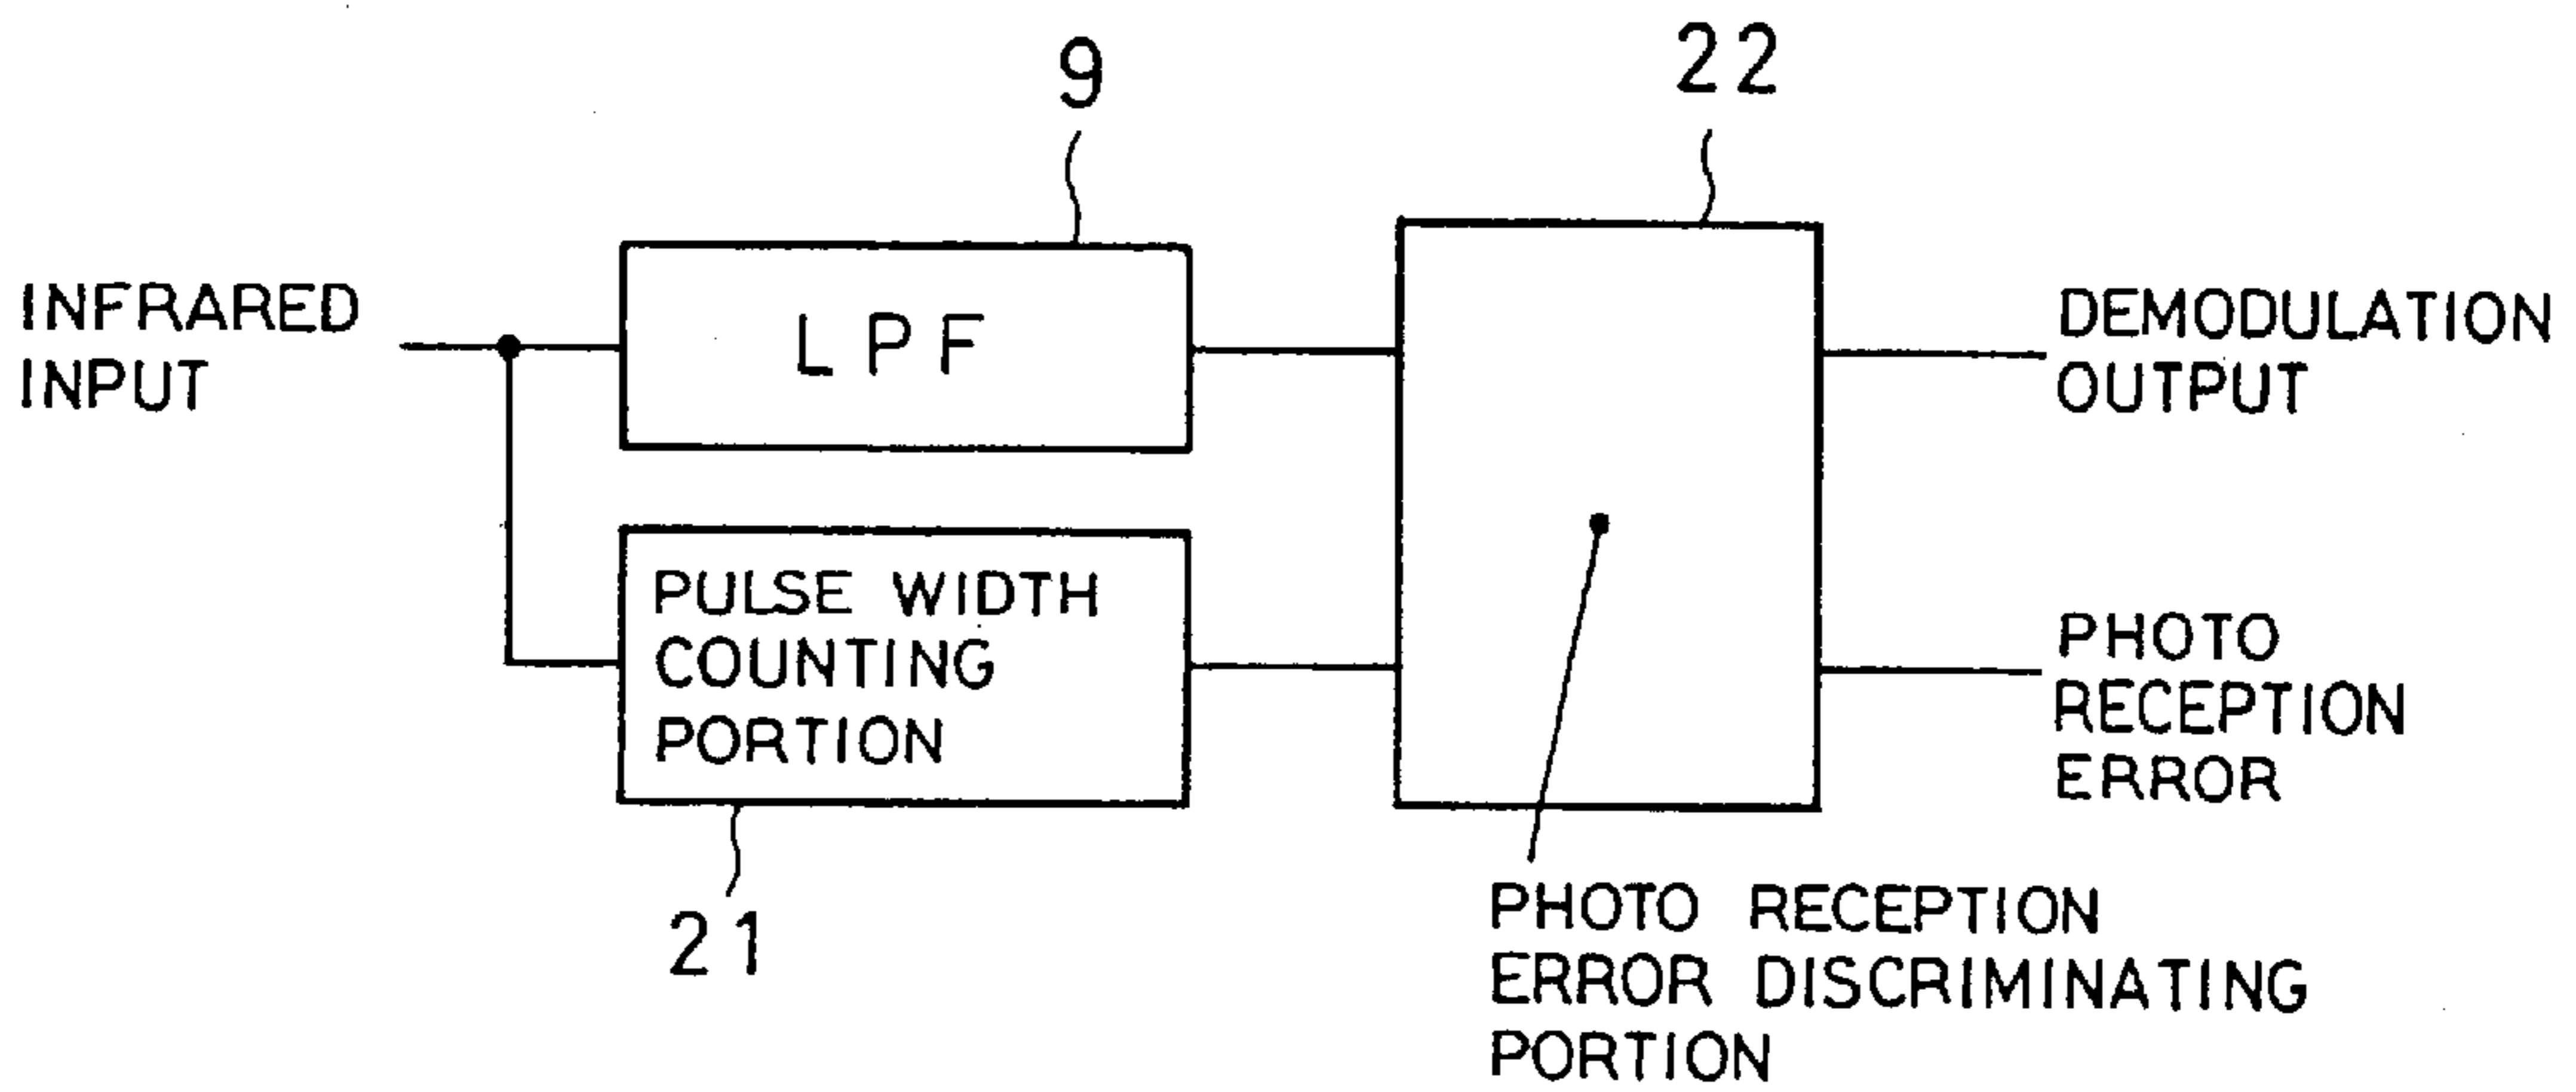 9
22
INFRARED
INPUT
LPF
DEMODULATION
OUTPUT
PULSE WIDTH
COUNTING
PORTION
PHOTO
RECEPTION
ERROR
21
PHOTO RECEPTION
ERROR DISCRIMINATING
PORTION